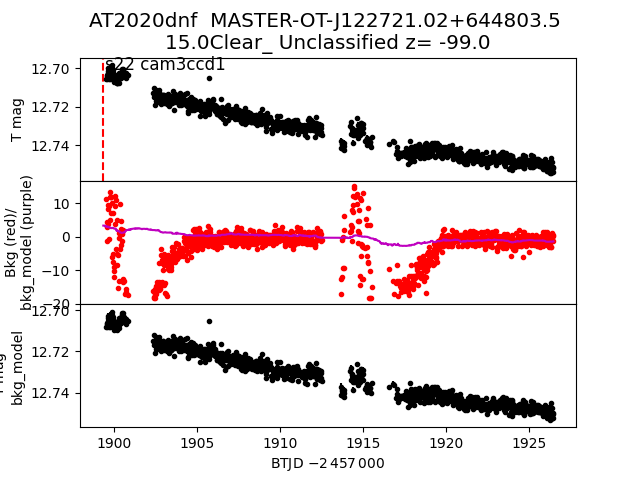 AT2020dnf  MASTER-OT-J122721.02+644803.5
15.0Clear_ Unclassified z= -99.0
s22 cam3ccd1
12.70
12.72
12.74
T mag
10
0
−10
−20
Bkg (red)/
bkg_model (purple)
12.70
12.72
12.74
mag
bkg_model
1900
1905
1910
1915
1920
1925
BTJD −2 457 000